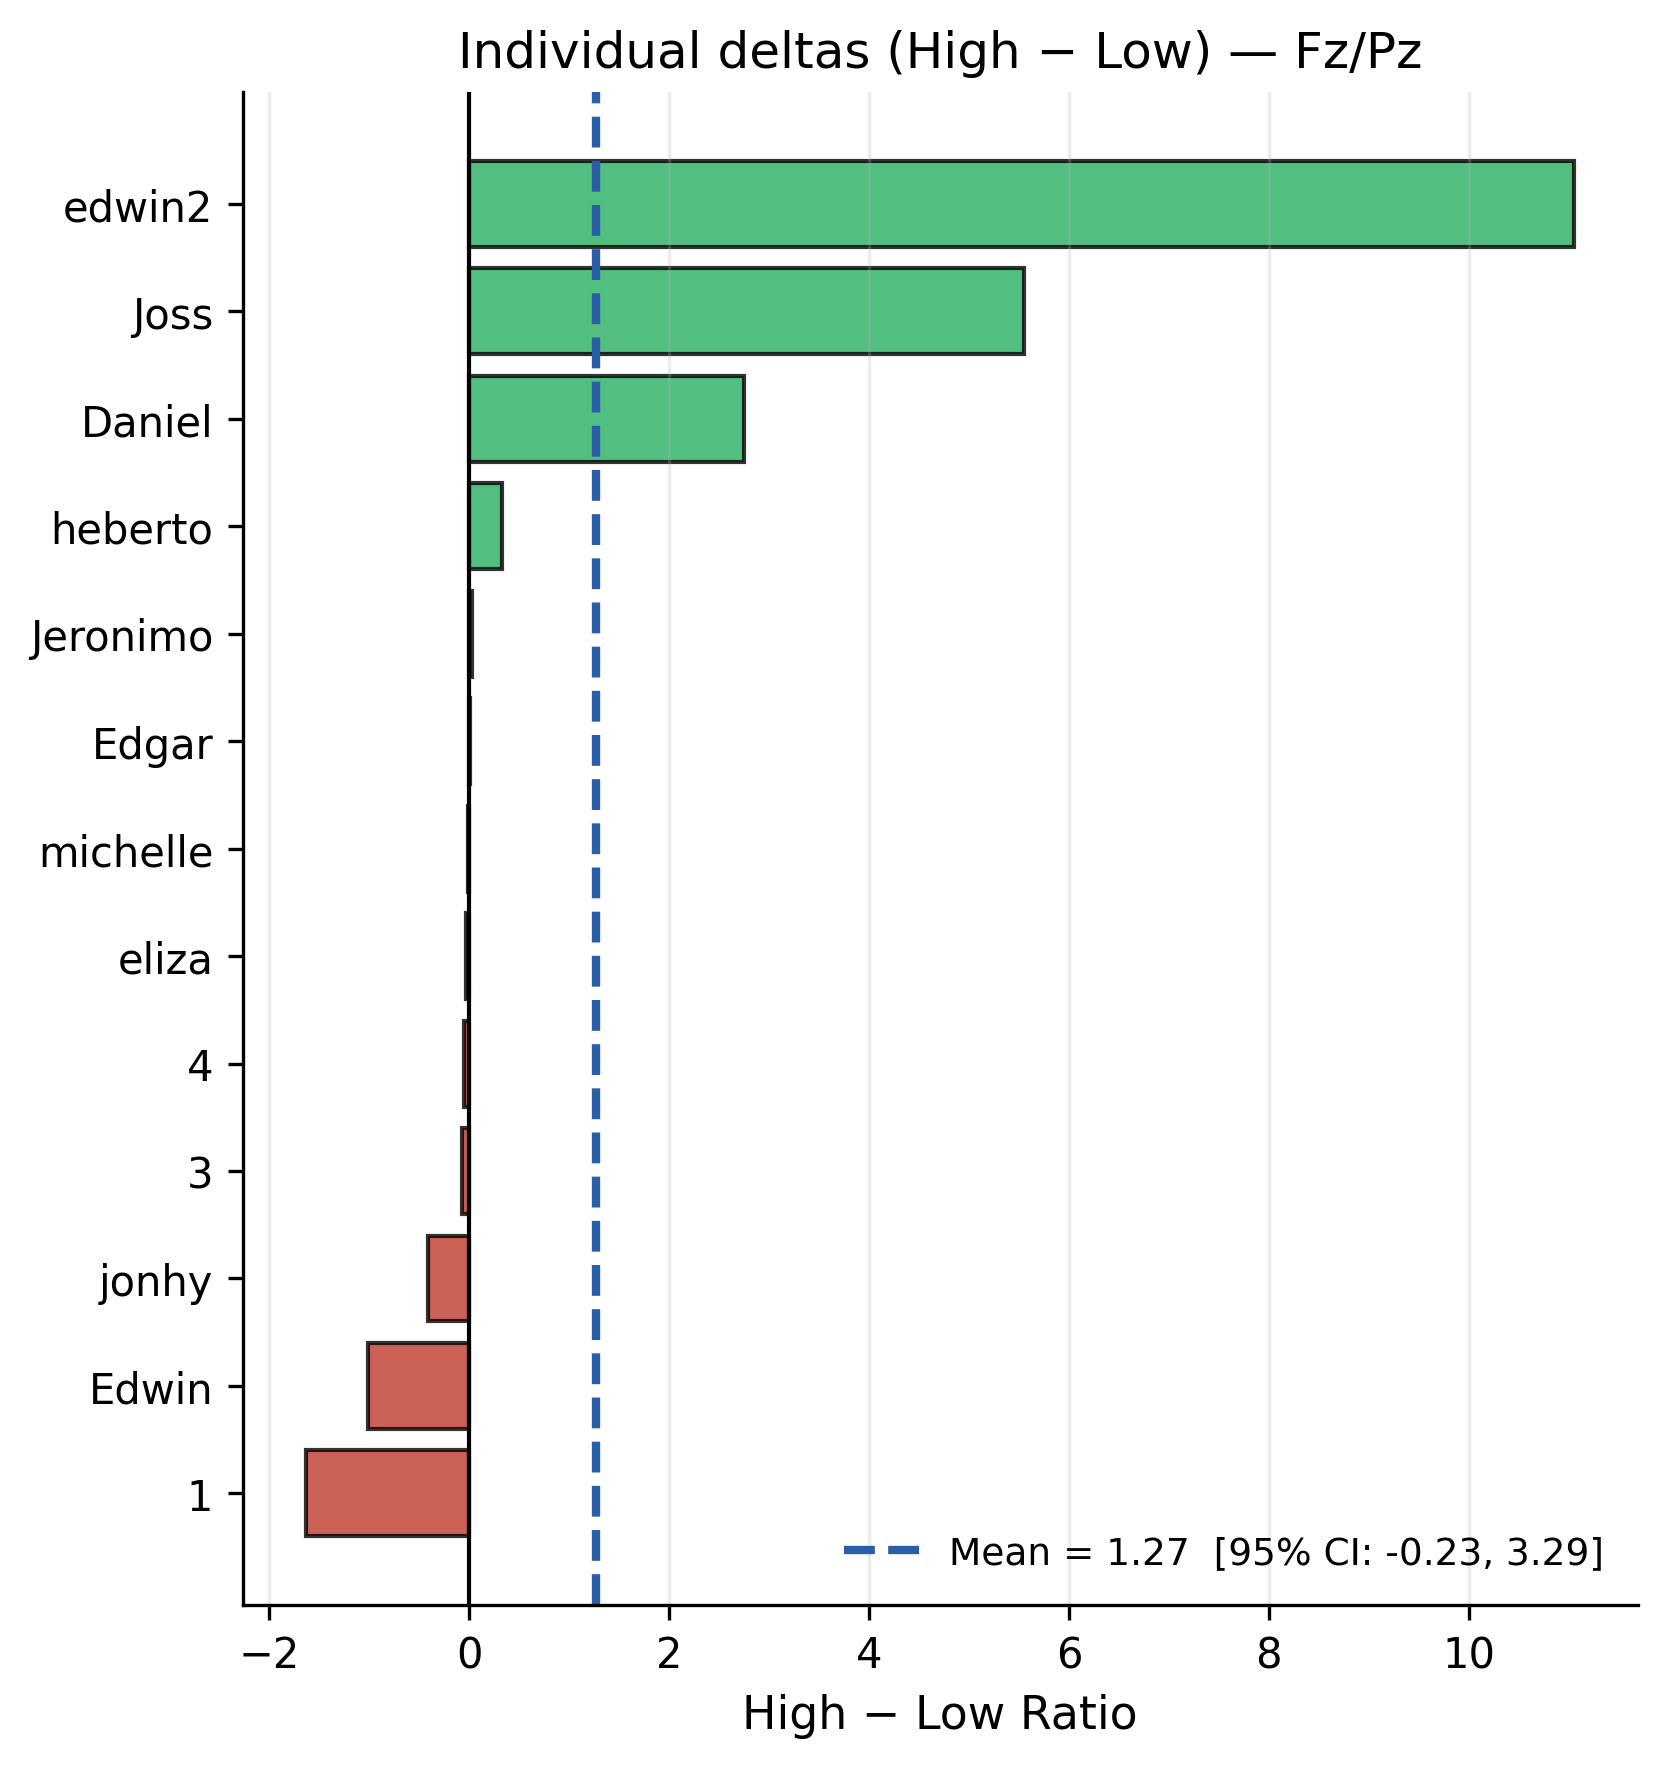 Individual deltas (High − Low) — Fz/Pz
edwin2
Joss
Daniel
heberto
Jeronimo
Edgar
michelle
eliza
4
3
jonhy
Edwin
1
Mean = 1.27 [95% CI: -0.23, 3.29]
−2 0 2 4 6 8 10
High − Low Ratio